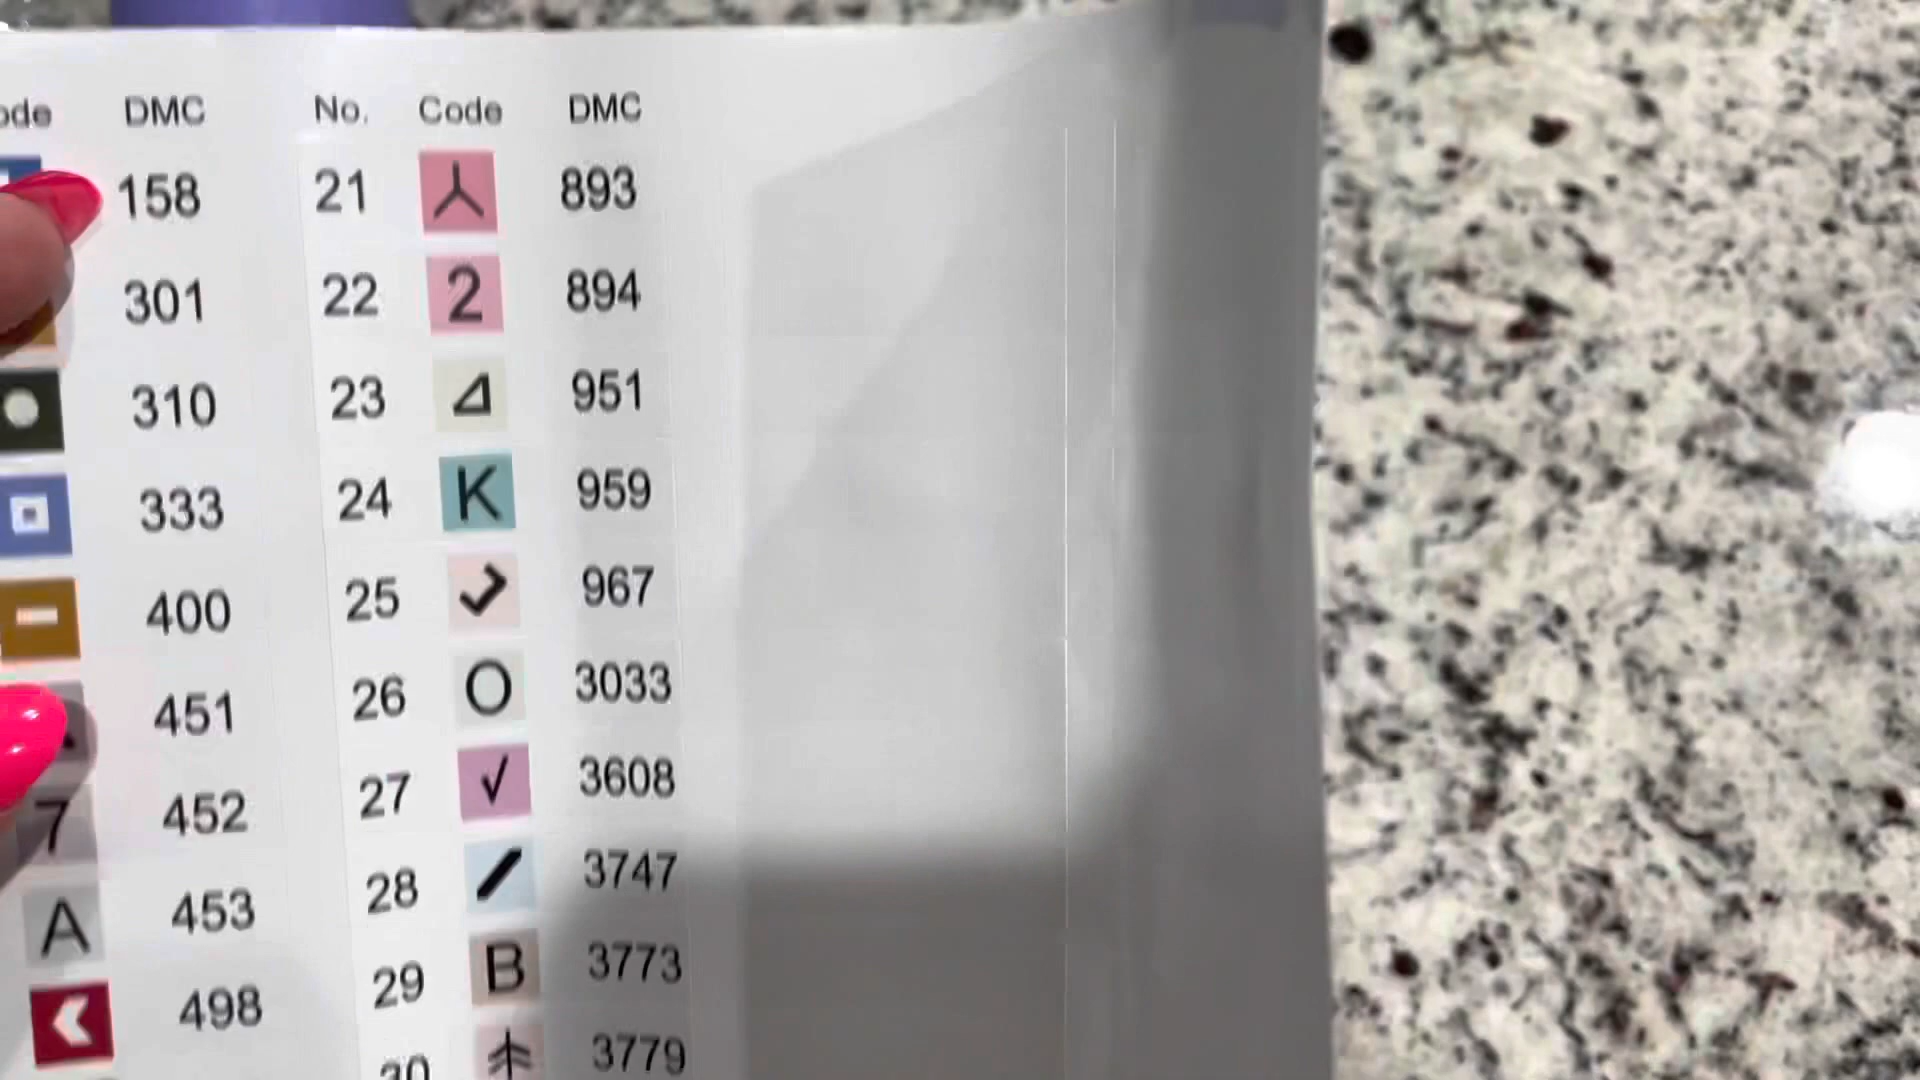 ode DMC No. Code DMC
158 21 893
301 22 2 894
310 23 951
333 24 K 959
400 25 967
451 26 O 3033
452 27 √ 3608
7 28 3747
A 453 29 B 3773
498 30 3779